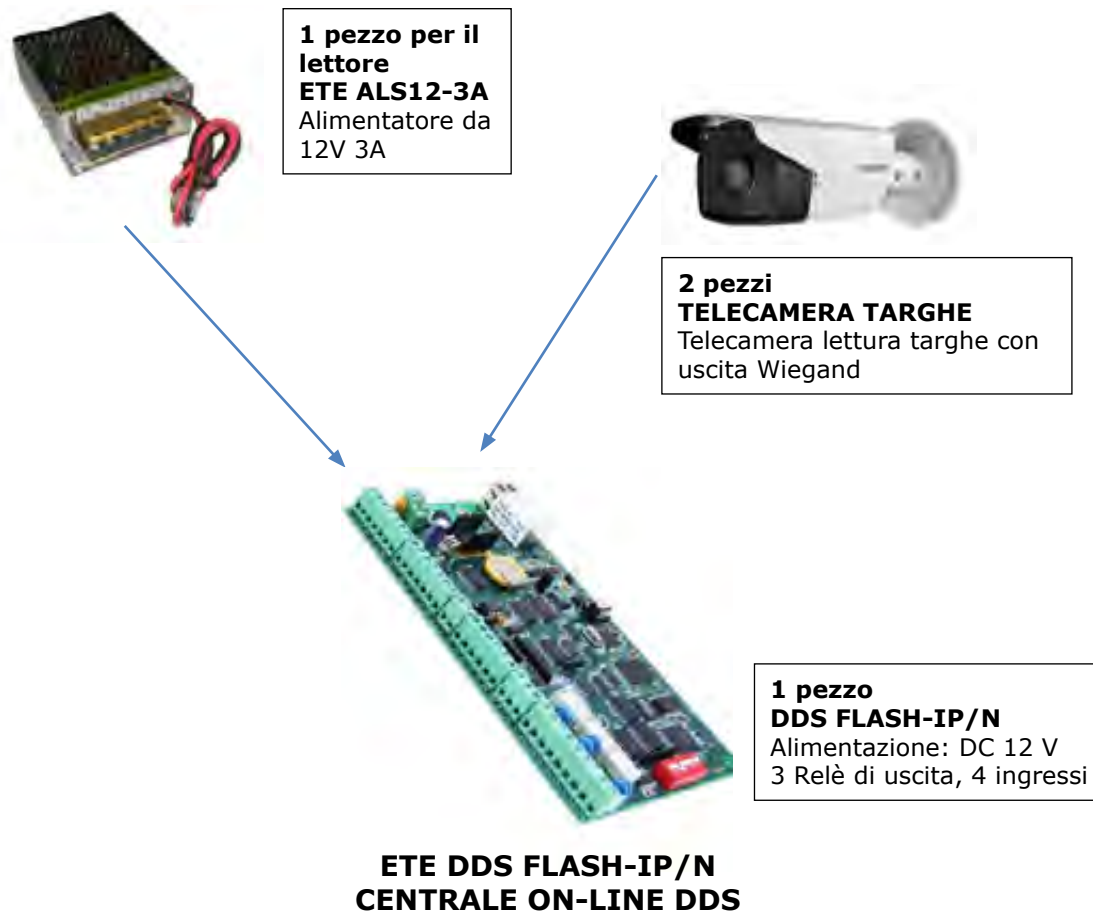 1 pezzo per il
lettore
ETE ALS12-3A
Alimentatore da
12V 3A
2 pezzi
TELECAMERA TARGHE
Telecamera lettura targhe con
uscita Wiegand
1 pezzo
DDS FLASH-IP/N
Alimentazione: DC 12 V
3 Relè di uscita, 4 ingressi
ETE DDS FLASH-IP/N
CENTRALE ON-LINE DDS